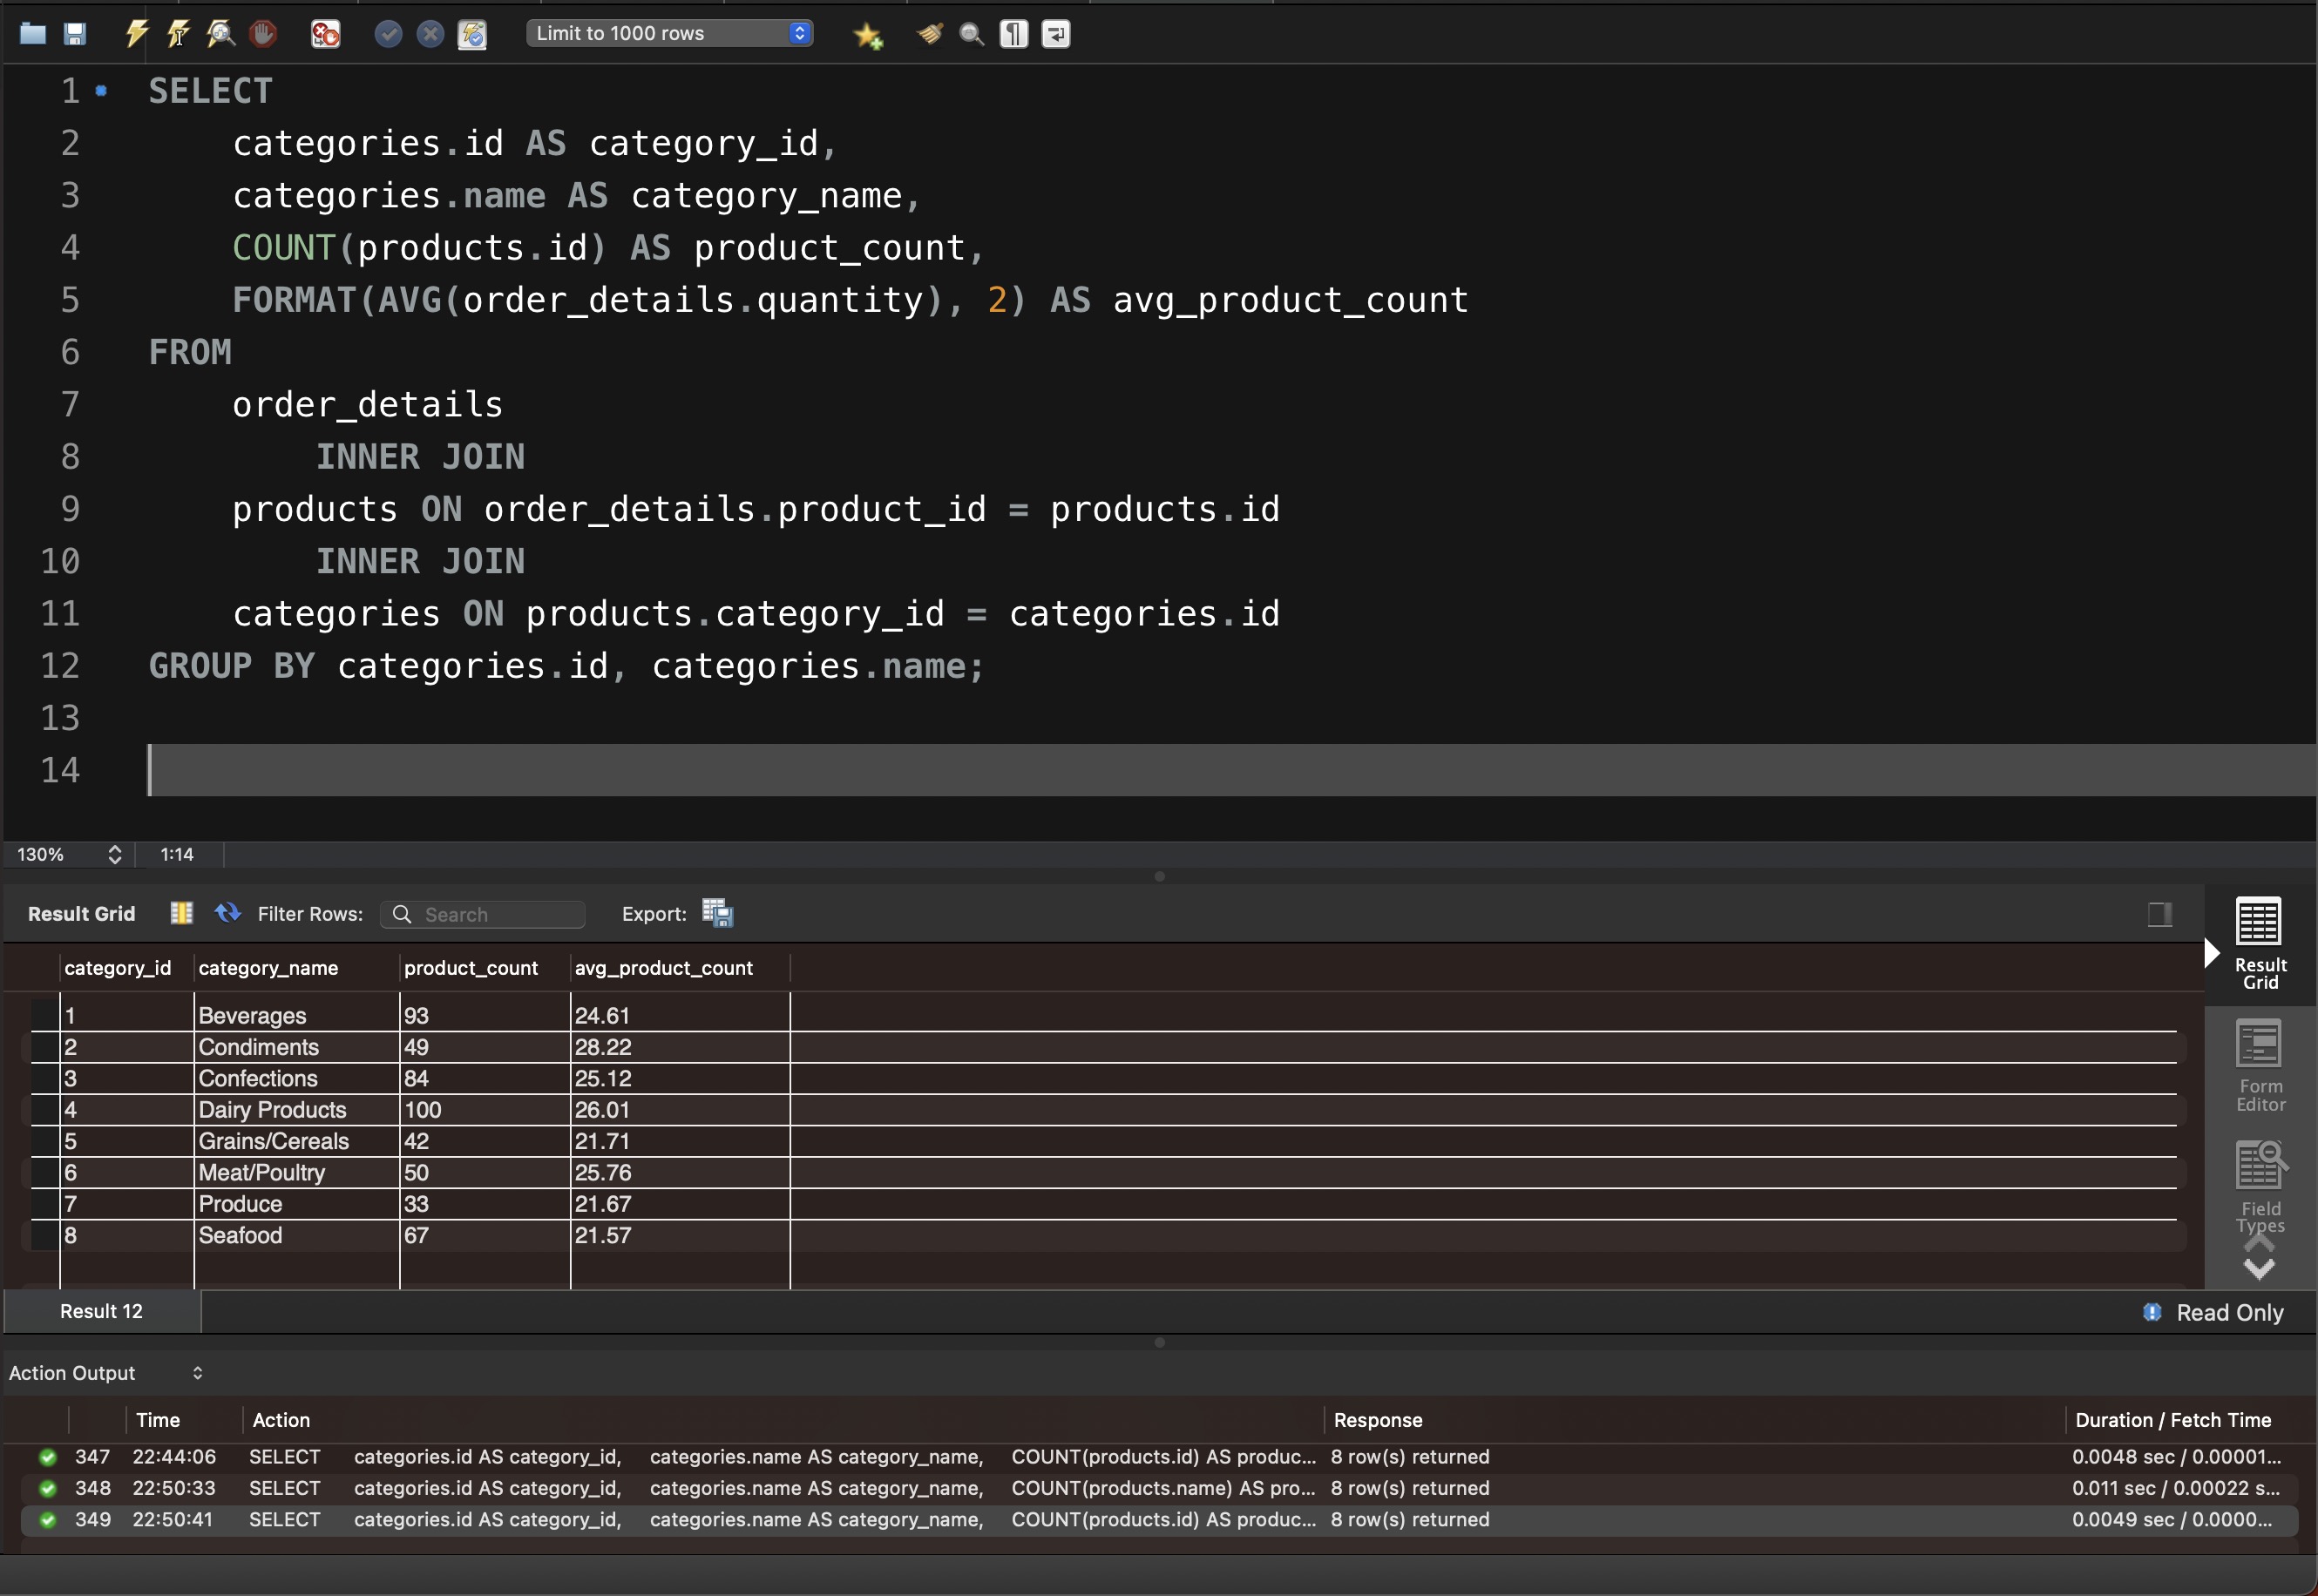 Limit to 1000 rows
1 SELECT
2 categories.id AS category_id,
3 categories.name AS category_name,
4 COUNT(products.id) AS product_count,
5 FORMAT(AVG(order_details.quantity), 2) AS avg_product_count
6 FROM
7 order_details
8 INNER JOIN
9 products ON order_details.product_id = products.id
10 INNER JOIN
11 categories ON products.category_id = categories.id
12 GROUP BY categories.id, categories.name;
13
14
130% 1:14
Result Grid Filter Rows: Search Export:
category_id category_name product_count avg_product_count
1 Beverages 93 24.61
2 Condiments 49 28.22
3 Confections 84 25.12
4 Dairy Products 100 26.01
5 Grains/Cereals 42 21.71
6 Meat/Poultry 50 25.76
7 Produce 33 21.67
8 Seafood 67 21.57
Result
Grid
Form
Editor
Field
Types
Result 12 Read Only
Action Output
Time Action Response Duration / Fetch Time
347 22:44:06 SELECT categories.id AS category_id, categories.name AS category_name, COUNT(products.id) AS produc... 8 row(s) returned 0.0048 sec / 0.00001...
348 22:50:33 SELECT categories.id AS category_id, categories.name AS category_name, COUNT(products.name) AS pro... 8 row(s) returned 0.011 sec / 0.00022 s...
349 22:50:41 SELECT categories.id AS category_id, categories.name AS category_name, COUNT(products.id) AS produc... 8 row(s) returned 0.0049 sec / 0.0000...